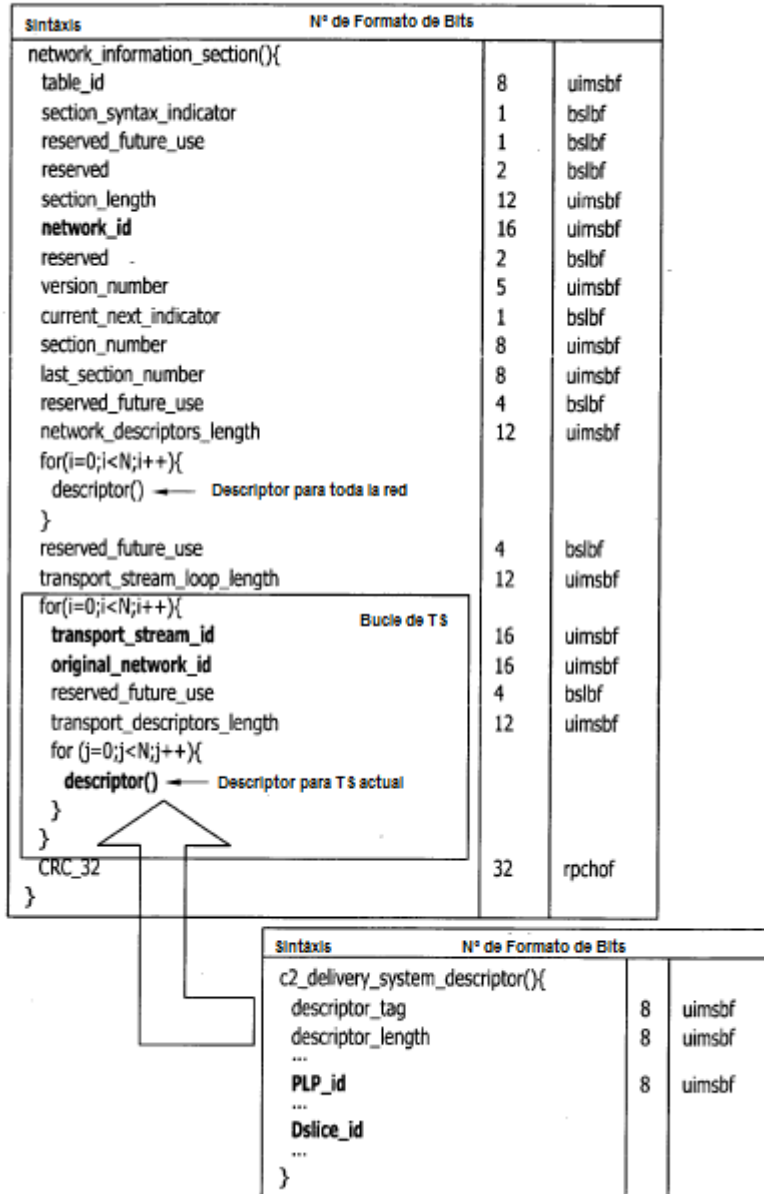 Sintáxis Nº de Formato de Bits
network_information_section(){
table_id 8 uimsbf
section_syntax_indicator 1 bslbf
reserved_future_use 1 bslbf
reserved 2 bslbf
section_length 12 uimsbf
network_id 16 uimsbf
reserved 2 bslbf
version_number 5 uimsbf
current_next_indicator 1 bslbf
section_number 8 uimsbf
last_section_number 8 uimsbf
reserved_future_use 4 bslbf
network_descriptors_length 12 uimsbf
for(i=0;i<N;i++){
descriptor() Descriptor para toda la red
}
reserved_future_use 4 bslbf
transport_stream_loop_length 12 uimsbf
for(i=0;i<N;i++){ Bucle de TS
transport_stream_id 16 uimsbf
original_network_id 16 uimsbf
reserved_future_use 4 bslbf
transport_descriptors_length 12 uimsbf
for (j=0;j<N;j++){
descriptor() Descriptor para TS actual
}
}
CRC_32 32 rpchof
}
Sintáxis Nº de Formato de Bits
c2_delivery_system_descriptor(){
descriptor_tag 8 uimsbf
descriptor_length 8 uimsbf
...
PLP_id 8 uimsbf
...
Dslice_id
...
}